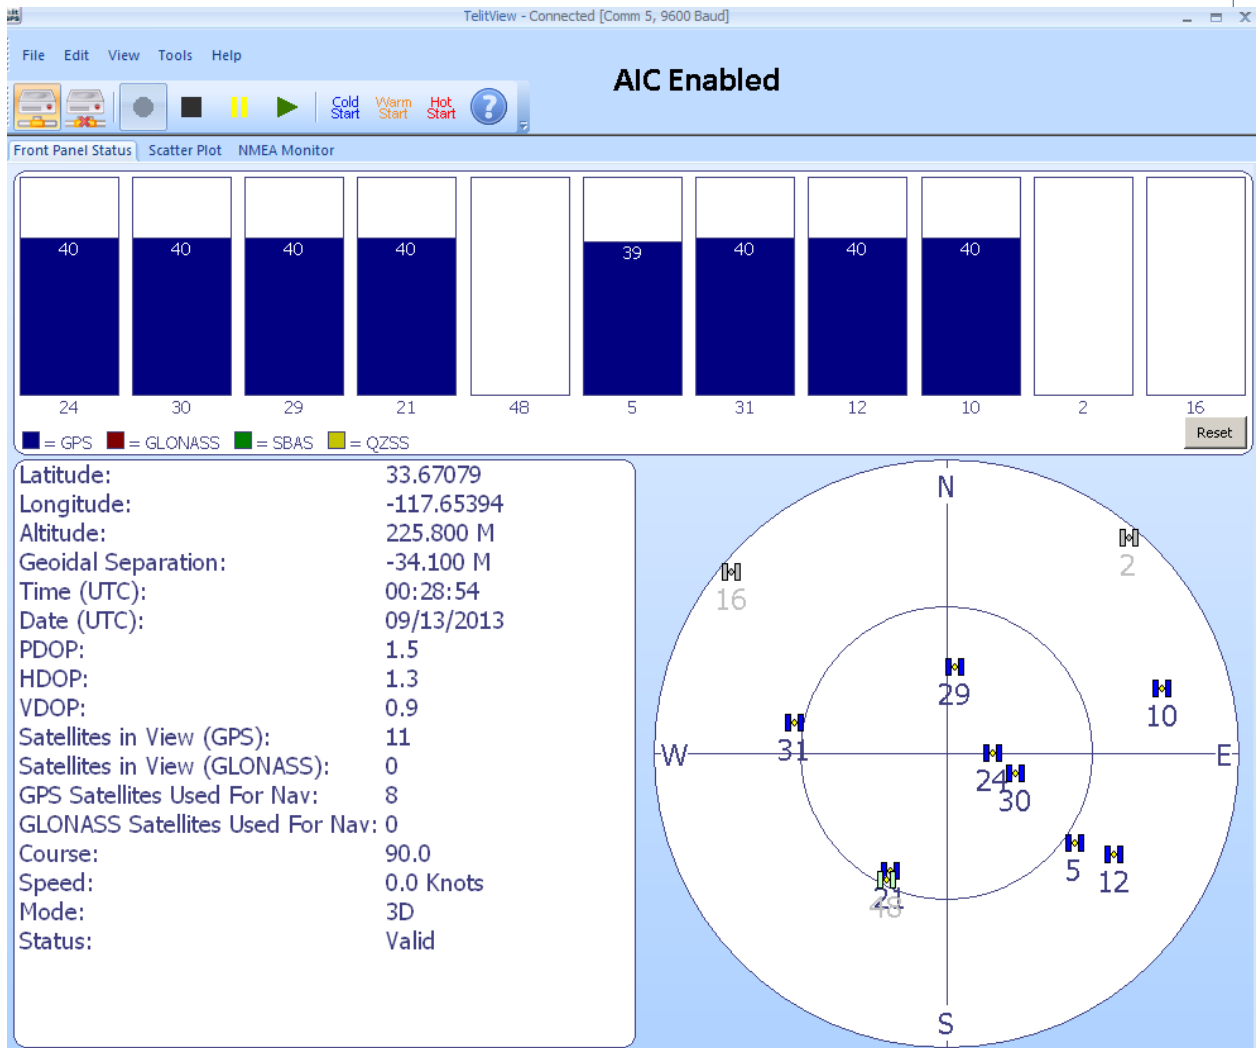 TelitView - Connected [Comm 5, 9600 Baud]
File Edit View Tools Help
AIC Enabled
Cold Start Warm Start Hot Start ?
Front Panel Status Scatter Plot NMEA Monitor
40 40 40 40 39 40 40 40
24 30 29 21 48 5 31 12 10 2 16
= GPS = GLONASS = SBAS = QZSS
Reset
Latitude: 33.67079
Longitude: -117.65394
Altitude: 225.800 M
Geoidal Separation: -34.100 M
Time (UTC): 00:28:54
Date (UTC): 09/13/2013
PDOP: 1.5
HDOP: 1.3
VDOP: 0.9
Satellites in View (GPS): 11
Satellites in View (GLONASS): 0
GPS Satellites Used For Nav: 8
GLONASS Satellites Used For Nav: 0
Course: 90.0
Speed: 0.0 Knots
Mode: 3D
Status: Valid
N
2
16
29
10
31
W E
24
30
5 12
21
48
S